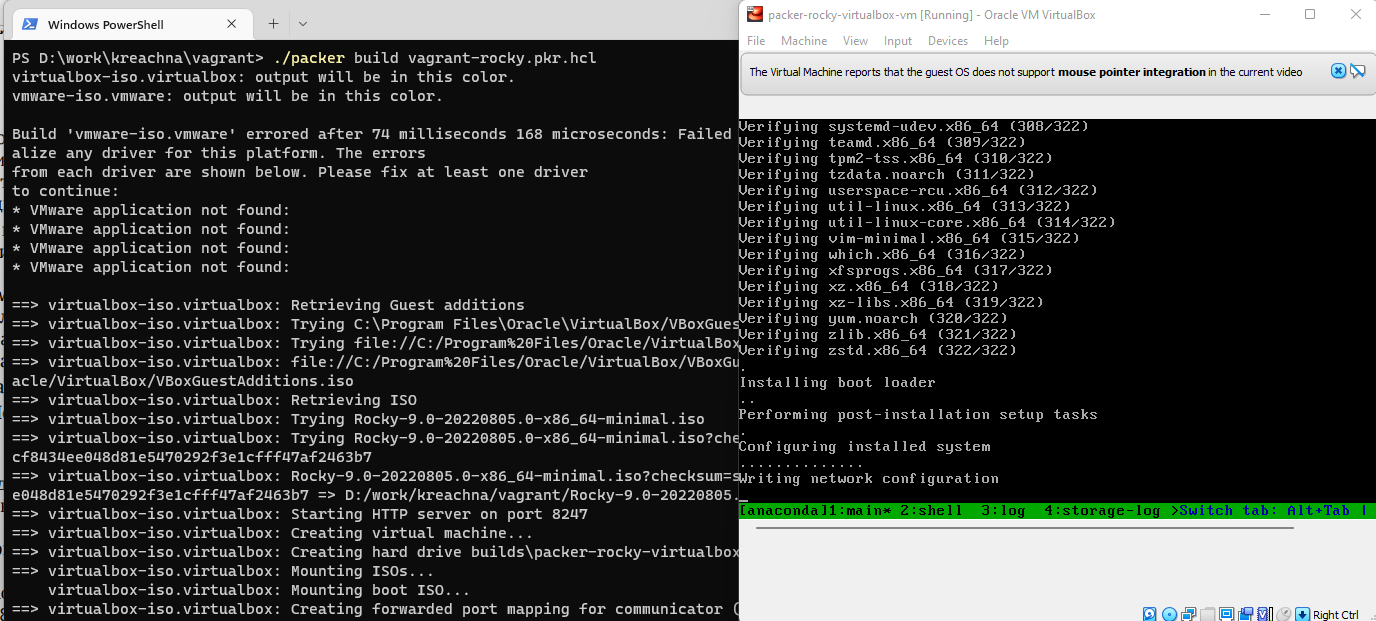 Windows PowerShell
PS D:\work\kreachna\vagrant> ./packer build vagrant-rocky.pkr.hcl
virtualbox-iso.virtualbox: output will be in this color.
vmware-iso.vmware: output will be in this color.
Build 'vmware-iso.vmware' errored after 74 milliseconds 168 microseconds: Failed
alize any driver for this platform. The errors
from each driver are shown below. Please fix at least one driver
to continue:
* VMware application not found:
* VMware application not found:
* VMware application not found:
* VMware application not found:
==> virtualbox-iso.virtualbox: Retrieving Guest additions
==> virtualbox-iso.virtualbox: Trying C:\Program Files\Oracle\VirtualBox/VBoxGues
==> virtualbox-iso.virtualbox: Trying file://C:/Program%20Files/Oracle/VirtualBox
==> virtualbox-iso.virtualbox: file://C:/Program%20Files/Oracle/VirtualBox/VBoxGu
acle/VirtualBox/VBoxGuestAdditions.iso
==> virtualbox-iso.virtualbox: Retrieving ISO
==> virtualbox-iso.virtualbox: Trying Rocky-9.0-20220805.0-x86_64-minimal.iso
==> virtualbox-iso.virtualbox: Trying Rocky-9.0-20220805.0-x86_64-minimal.iso?che
cf8434ee048d81e5470292f3e1cfff47af2463b7
==> virtualbox-iso.virtualbox: Rocky-9.0-20220805.0-x86_64-minimal.iso?checksum=s
e048d81e5470292f3e1cfff47af2463b7 => D:/work/kreachna/vagrant/Rocky-9.0-20220805.
==> virtualbox-iso.virtualbox: Starting HTTP server on port 8247
==> virtualbox-iso.virtualbox: Creating virtual machine...
==> virtualbox-iso.virtualbox: Creating hard drive builds\packer-rocky-virtualbox
==> virtualbox-iso.virtualbox: Mounting ISOs...
virtualbox-iso.virtualbox: Mounting boot ISO...
==> virtualbox-iso.virtualbox: Creating forwarded port mapping for communicator (
packer-rocky-virtualbox-vm [Running] - Oracle VM VirtualBox
File Machine View Input Devices Help
The Virtual Machine reports that the guest OS does not support mouse pointer integration in the current video
Verifying systemd-udev.x86_64 (308/322)
Verifying teamd.x86_64 (309/322)
Verifying tpm2-tss.x86_64 (310/322)
Verifying tzdata.noarch (311/322)
Verifying userspace-rcu.x86_64 (312/322)
Verifying util-linux.x86_64 (313/322)
Verifying util-linux-core.x86_64 (314/322)
Verifying vim-minimal.x86_64 (315/322)
Verifying which.x86_64 (316/322)
Verifying xfsprogs.x86_64 (317/322)
Verifying xz.x86_64 (318/322)
Verifying xz-libs.x86_64 (319/322)
Verifying yum.noarch (320/322)
Verifying zlib.x86_64 (321/322)
Verifying zstd.x86_64 (322/322)
.
Installing boot loader
..
Performing post-installation setup tasks
.
Configuring installed system
..............
Writing network configuration
[anaconda]1:main* 2:shell 3:log 4:storage-log >Switch tab: Alt+Tab |
Right Ctrl